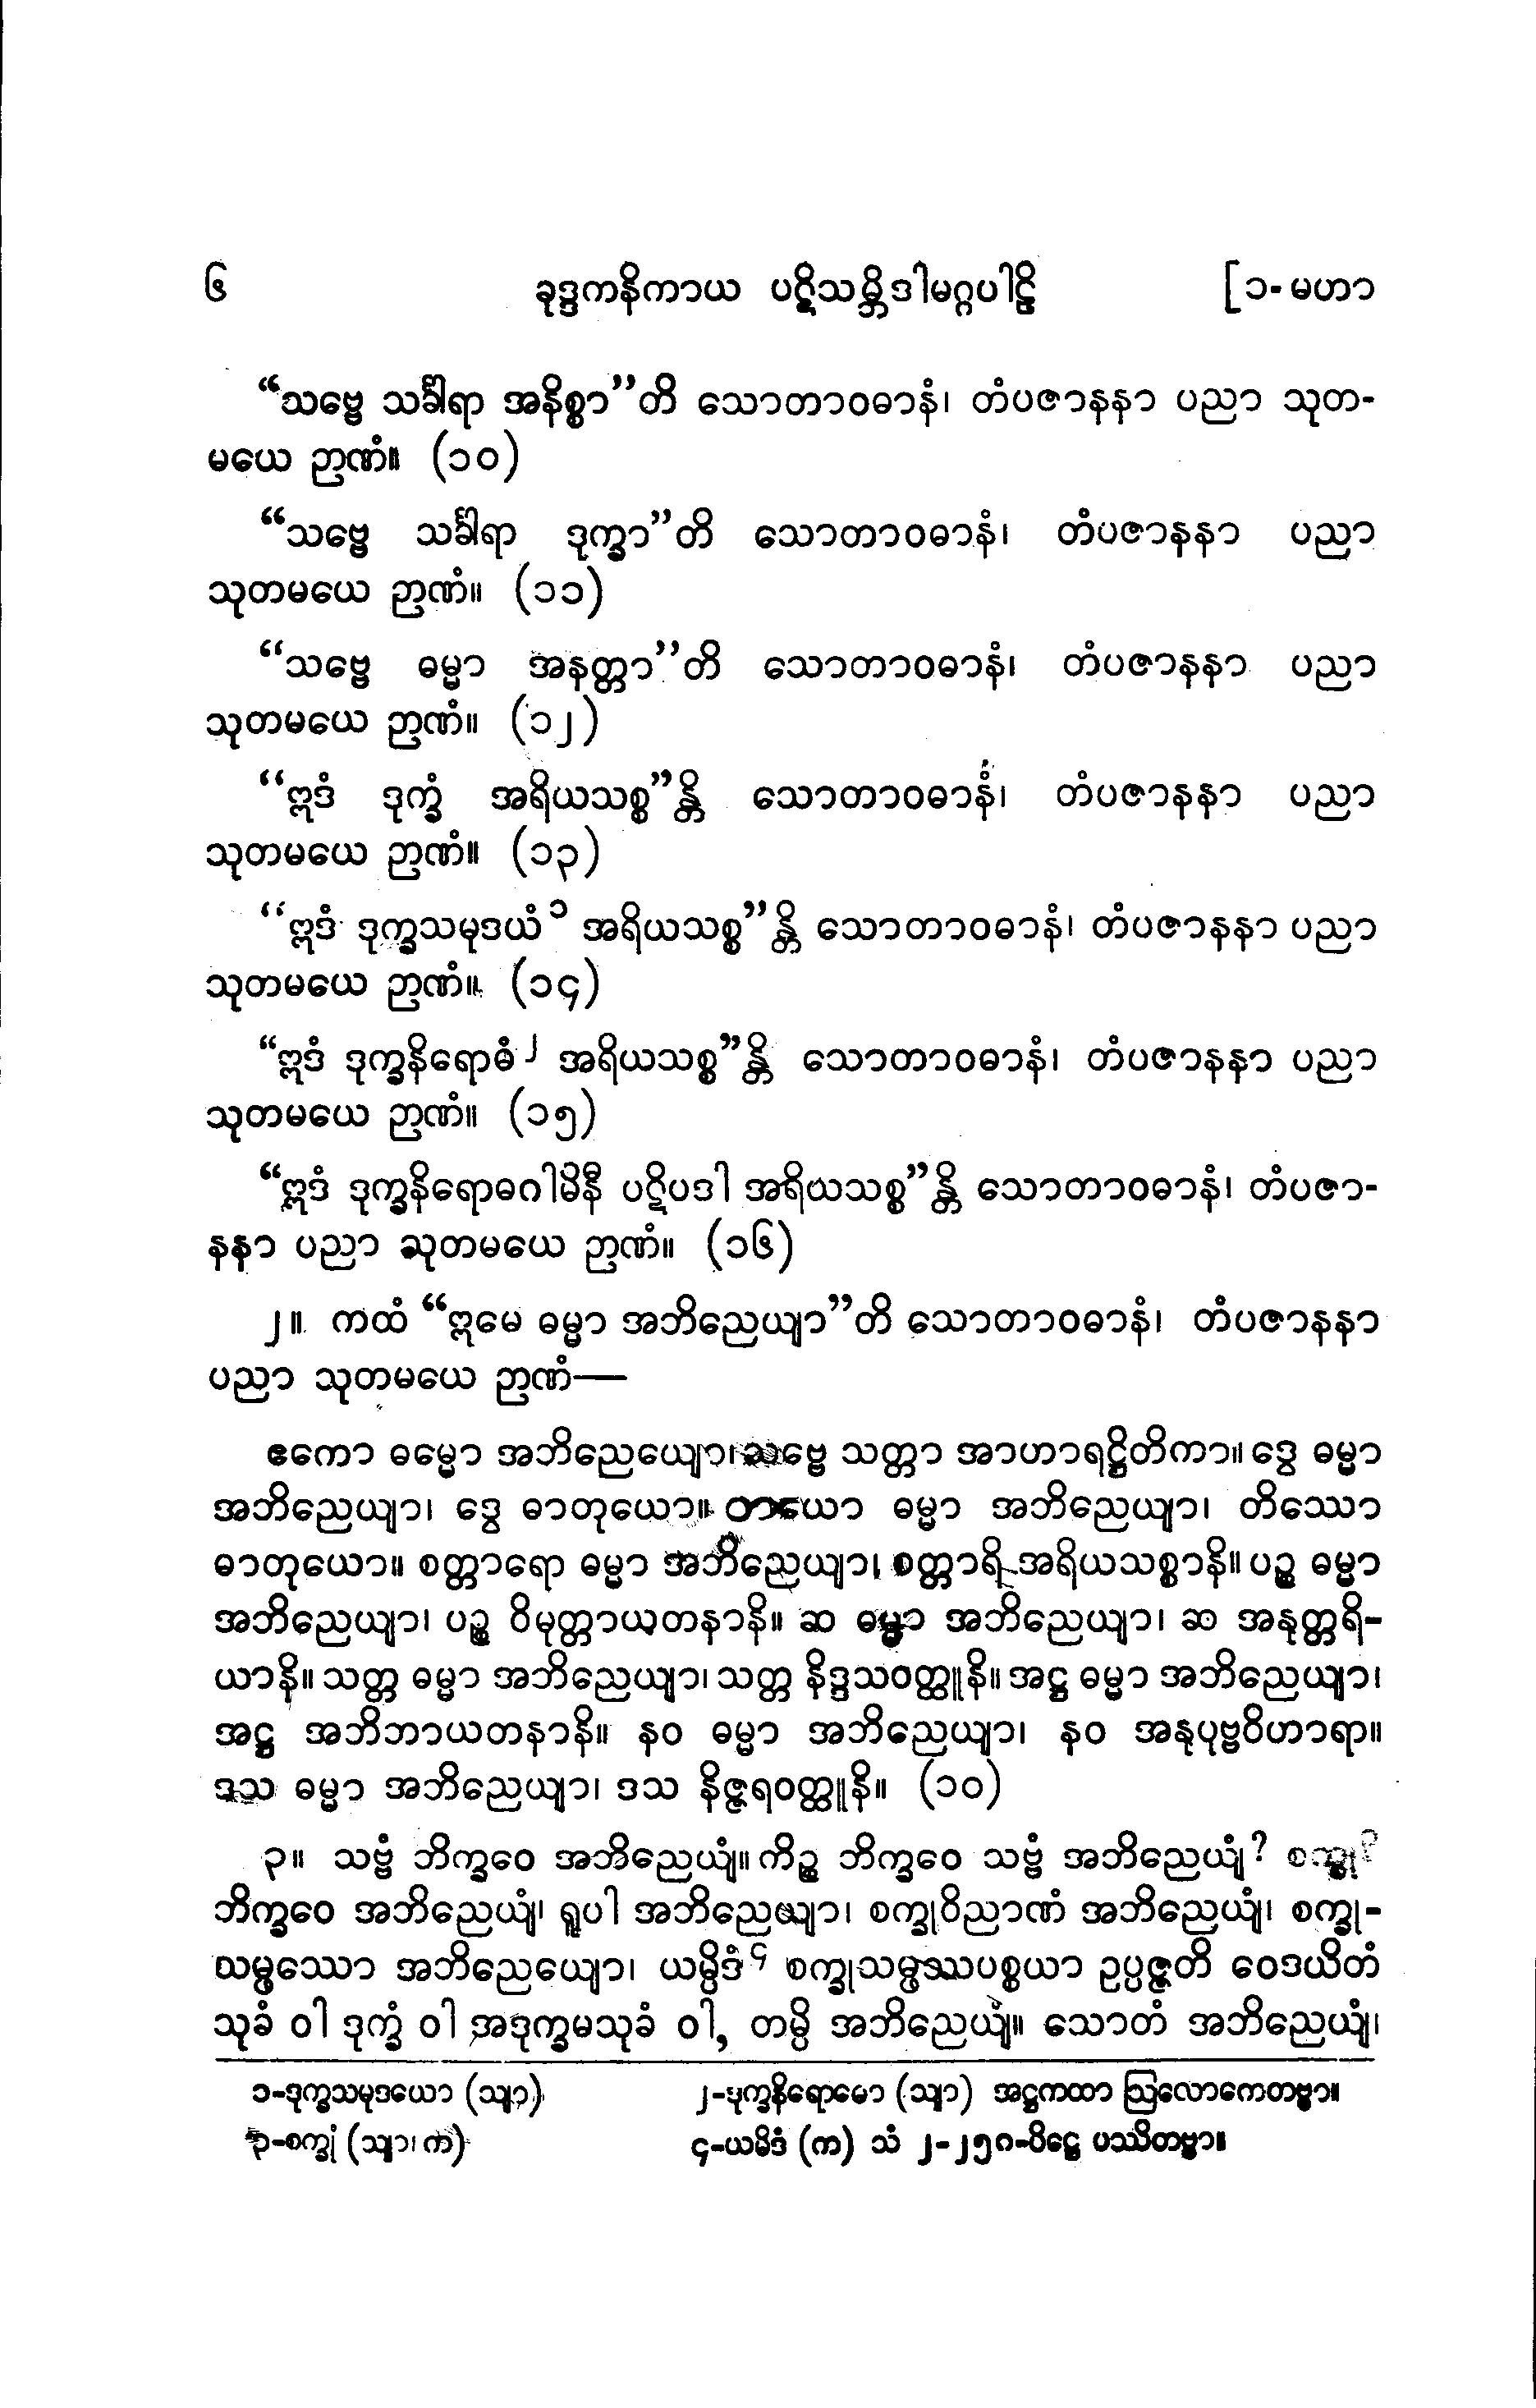 ၆ ခုဒ္ဒကနိကာယ ပဋိသမ္ဘိဒါမဂ္ဂပါဠိ [၁-မဟာ
“သဗ္ဗေ သင်္ခါရာ အနိစ္စာ”တိ သောတာဝဓာနံ၊ တံပဇာနနာ ပညာ သုတ-
မယေ ဉာဏံ။ (၁၀)
“သဗ္ဗေ သင်္ခါရာ ဒုက္ခာ”တိ သောတာဝဓာနံ၊ တံပဇာနနာ ပညာ
သုတမယေ ဉာဏံ။ (၁၁)
“သဗ္ဗေ ဓမ္မာ အနတ္တာ”တိ သောတာဝဓာနံ၊ တံပဇာနနာ ပညာ
သုတမယေ ဉာဏံ။ (၁၂)
“ဣဒံ ဒုက္ခံ အရိယသစ္စ”န္တိ သောတာဝဓာနံ၊ တံပဇာနနာ ပညာ
သုတမယေ ဉာဏံ။ (၁၃)
“ဣဒံ ဒုက္ခသမုဒယံ ၁ အရိယသစ္စ”န္တိ သောတာဝဓာနံ၊ တံပဇာနနာ ပညာ
သုတမယေ ဉာဏံ။ (၁၄)
“ဣဒံ ဒုက္ခနိရောဓံ ၂ အရိယသစ္စ”န္တိ သောတာဝဓာနံ၊ တံပဇာနနာ ပညာ
သုတမယေ ဉာဏံ။ (၁၅)
“ဣဒံ ဒုက္ခနိရောဓဂါမိနီ ပဋိပဒါ အရိယသစ္စ”န္တိ သောတာဝဓာနံ၊ တံပဇာ-
နနာ ပညာ သုတမယေ ဉာဏံ။ (၁၆)
၂။ ကထံ “ဣမေ ဓမ္မာ အဘိညေယျာ”တိ သောတာဝဓာနံ၊ တံပဇာနနာ
ပညာ သုတမယေ ဉာဏံ—
ဧကော ဓမ္မော အဘိညေယျော၊ သဗ္ဗေ သတ္တာ အာဟာရဋ္ဌိတိကာ။ ဒွေ ဓမ္မာ
အဘိညေယျာ၊ ဒွေ ဓာတုယော။ တယော ဓမ္မာ အဘိညေယျာ၊ တိဿော
ဓာတုယော။ စတ္တာရော ဓမ္မာ အဘိညေယျာ၊ စတ္တာရိ အရိယသစ္စာနိ။ ပဉ္စ ဓမ္မာ
အဘိညေယျာ၊ ပဉ္စ ဝိမုတ္တာယတနာနိ။ ဆ ဓမ္မာ အဘိညေယျာ၊ ဆ အနုတ္တရိ-
ယာနိ။ သတ္တ ဓမ္မာ အဘိညေယျာ၊ သတ္တ နိဒ္ဒသဝတ္ထူနိ။ အဋ္ဌ ဓမ္မာ အဘိညေယျာ၊
အဋ္ဌ အဘိဘာယတနာနိ။ နဝ ဓမ္မာ အဘိညေယျာ၊ နဝ အနုပုဗ္ဗဝိဟာရာ။
ဒသ ဓမ္မာ အဘိညေယျာ၊ ဒသ နိဇ္ဇရဝတ္ထူနိ။ (၁၀)
၃။ သဗ္ဗံ ဘိက္ခဝေ အဘိညေယျံ။ ကိဉ္စ ဘိက္ခဝေ သဗ္ဗံ အဘိညေယျံ? စက္ခု ၃
ဘိက္ခဝေ အဘိညေယျံ၊ ရူပါ အဘိညေယျာ၊ စက္ခုဝိညာဏံ အဘိညေယျံ၊ စက္ခု-
သမ္ဖဿော အဘိညေယျော၊ ယမ္ပိဒံ ၄ စက္ခုသမ္ဖဿပစ္စယာ ဥပ္ပဇ္ဇတိ ဝေဒယိတံ
သုခံ ဝါ ဒုက္ခံ ဝါ အဒုက္ခမသုခံ ဝါ, တမ္ပိ အဘိညေယျံ။ သောတံ အဘိညေယျံ၊
၁-ဒုက္ခသမုဒယော (သျာ) ၂-ဒုက္ခနိရောဓော (သျာ) အဋ္ဌကထာ ဩလောကေတဗ္ဗာ။
၃-စက္ခုံ (သျာ၊ က) ၄-ယမိဒံ (က) သံ ၂-၂၅၈-ပိဋ္ဌေ ပဿိတဗ္ဗာ။